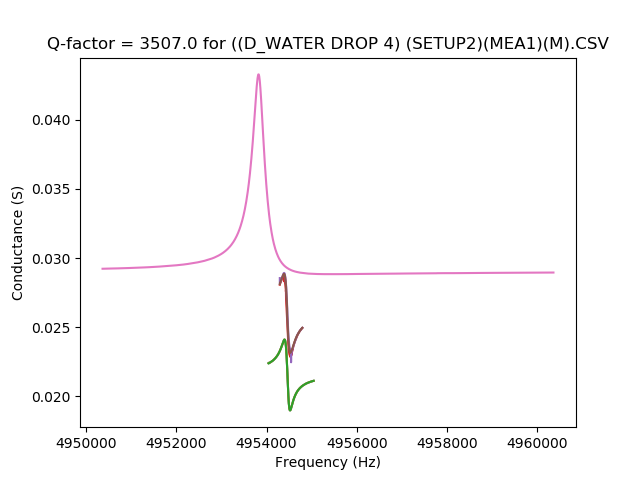 Q-factor = 3507.0 for ((D_WATER DROP 4) (SETUP2)(MEA1)(M).CSV
0.040
0.035
0.030
0.025
0.020
Conductance (S)
4950000 4952000 4954000 4956000 4958000 4960000
Frequency (Hz)